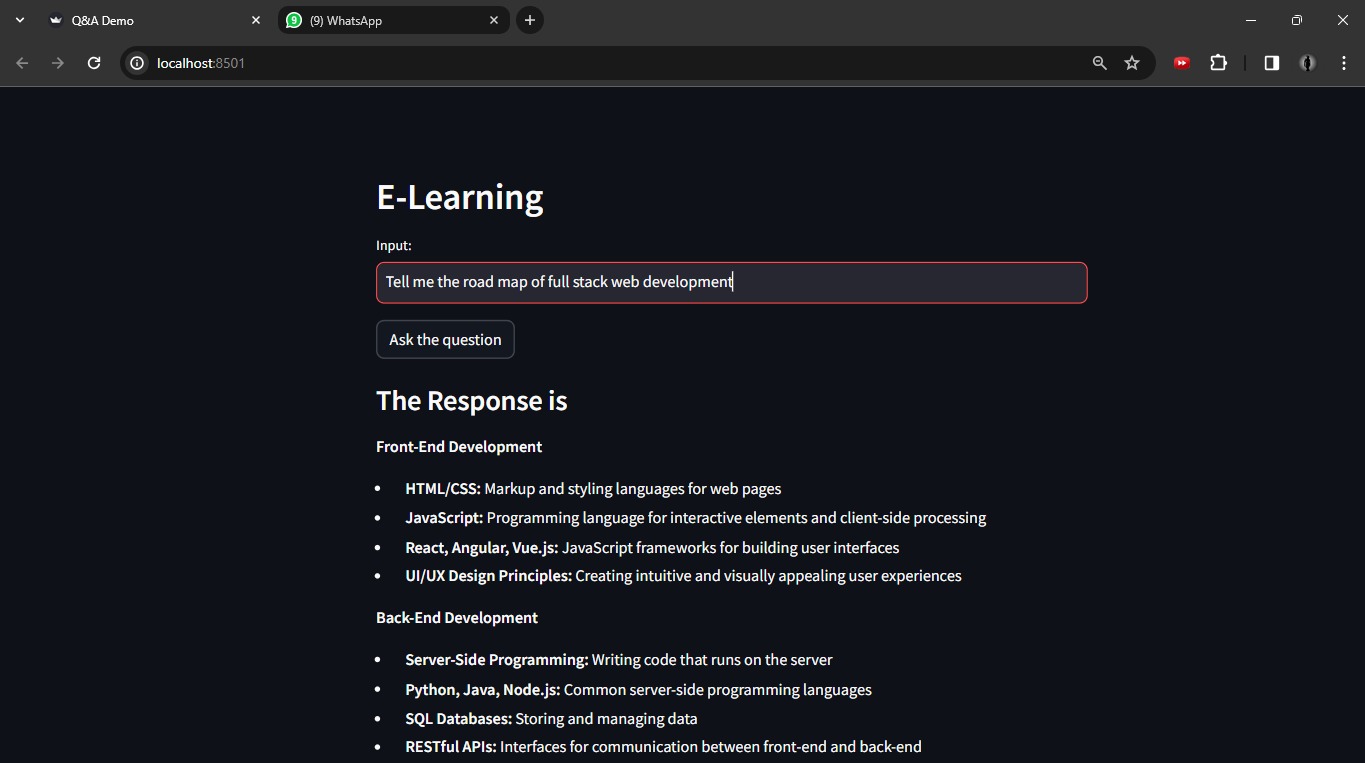 Q&A Demo
9 (9) WhatsApp
localhost:8501
E-Learning
Input:
Tell me the road map of full stack web development
Ask the question
The Response is
Front-End Development
• HTML/CSS: Markup and styling languages for web pages
• JavaScript: Programming language for interactive elements and client-side processing
• React, Angular, Vue.js: JavaScript frameworks for building user interfaces
• UI/UX Design Principles: Creating intuitive and visually appealing user experiences
Back-End Development
• Server-Side Programming: Writing code that runs on the server
• Python, Java, Node.js: Common server-side programming languages
• SQL Databases: Storing and managing data
• RESTful APIs: Interfaces for communication between front-end and back-end